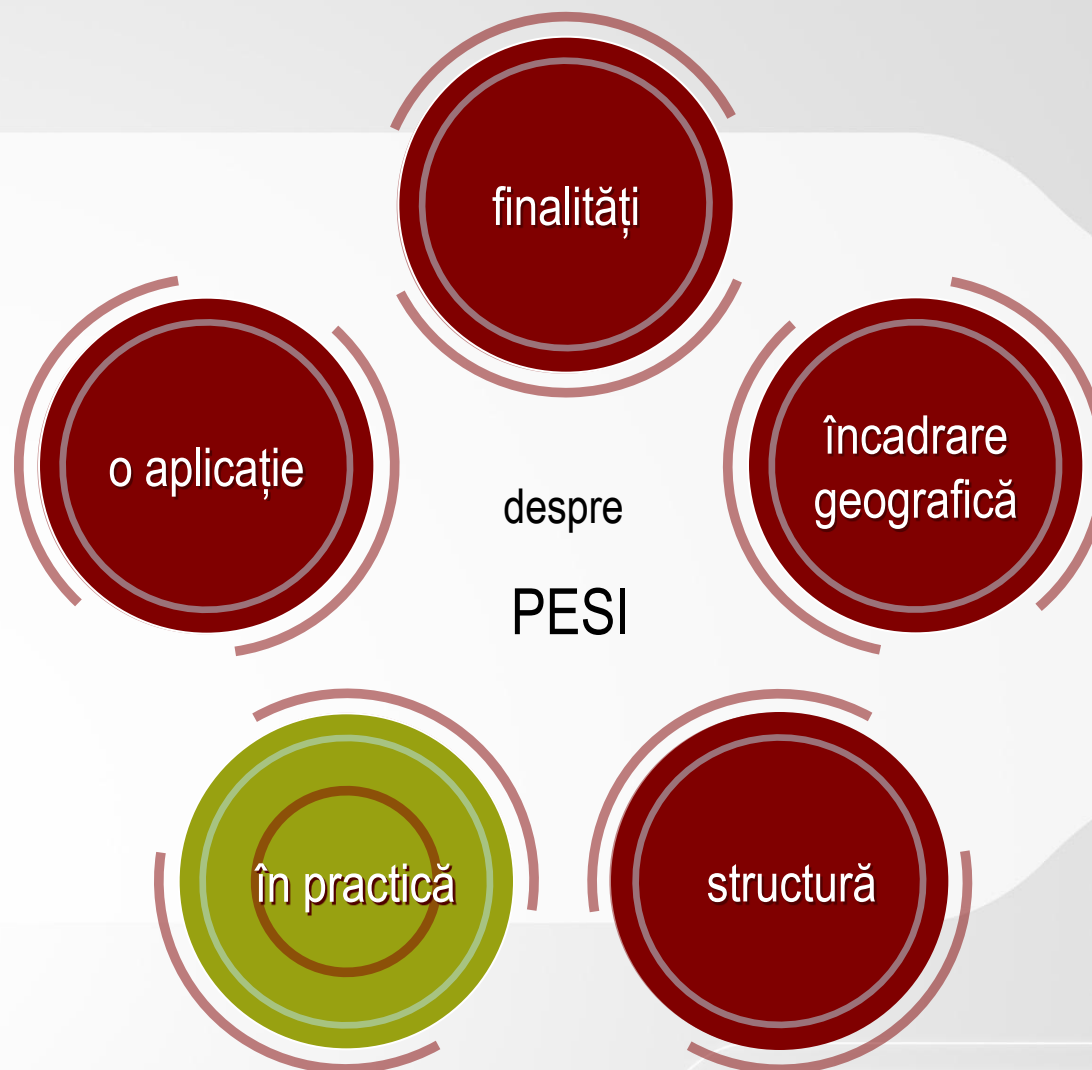 finalități
o aplicație
încadrare
geografică
despre
PESI
în practică
structură